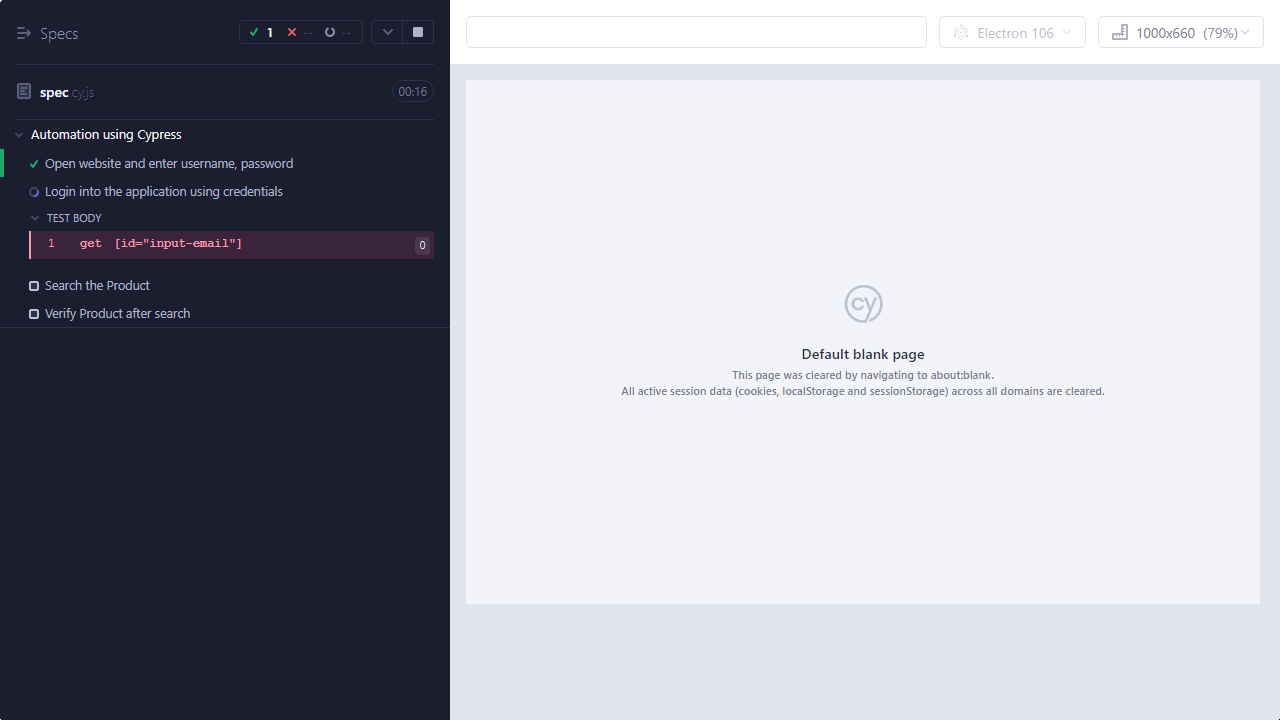 Specs
1
--
--
spec.cy.js
00:16
Automation using Cypress
Open website and enter username, password
Login into the application using credentials
TEST BODY
1 get [id="input-email"] 0
Search the Product
Verify Product after search
Electron 106
1000x660 (79%)
cy
Default blank page
This page was cleared by navigating to about:blank.
All active session data (cookies, localStorage and sessionStorage) across all domains are cleared.